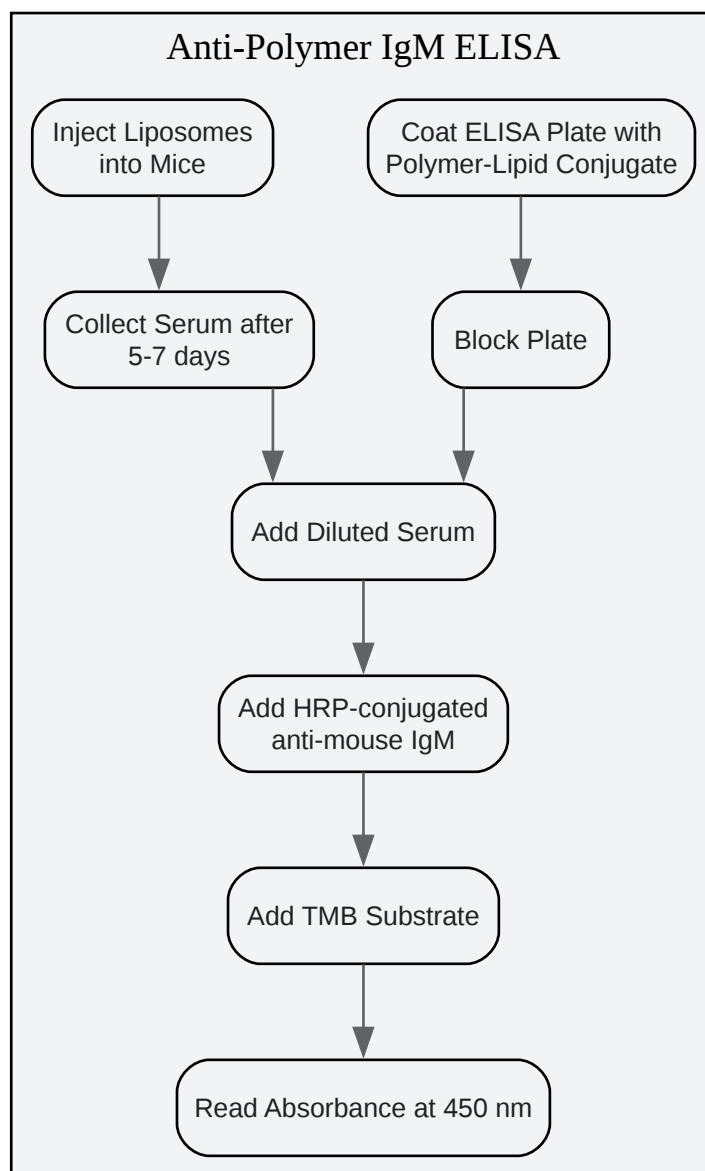 Anti-Polymer IgM ELISA
Inject Liposomes
into Mice
Coat ELISA Plate with
Polymer-Lipid Conjugate
Collect Serum after
5-7 days
Block Plate
Add Diluted Serum
Add HRP-conjugated
anti-mouse IgM
Add TMB Substrate
Read Absorbance at 450 nm